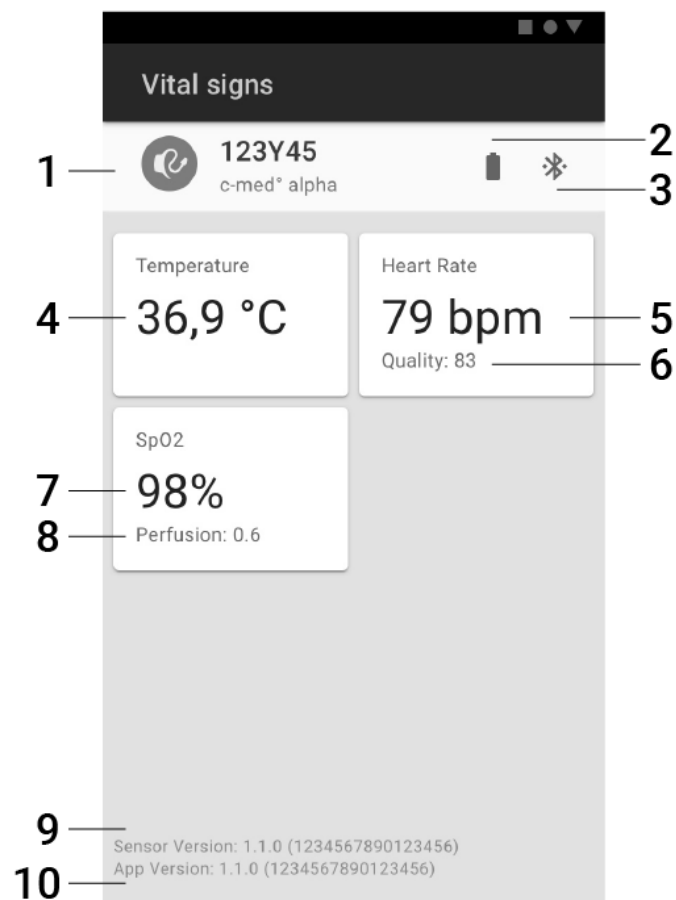 Vital signs
1
123Y45
c-med° alpha
2
3
Temperature
Heart Rate
4
36,9 °C
79 bpm
5
Quality: 83
6
SpO2
7
98%
8
Perfusion: 0.6
9
Sensor Version: 1.1.0 (1234567890123456)
App Version: 1.1.0 (1234567890123456)
10